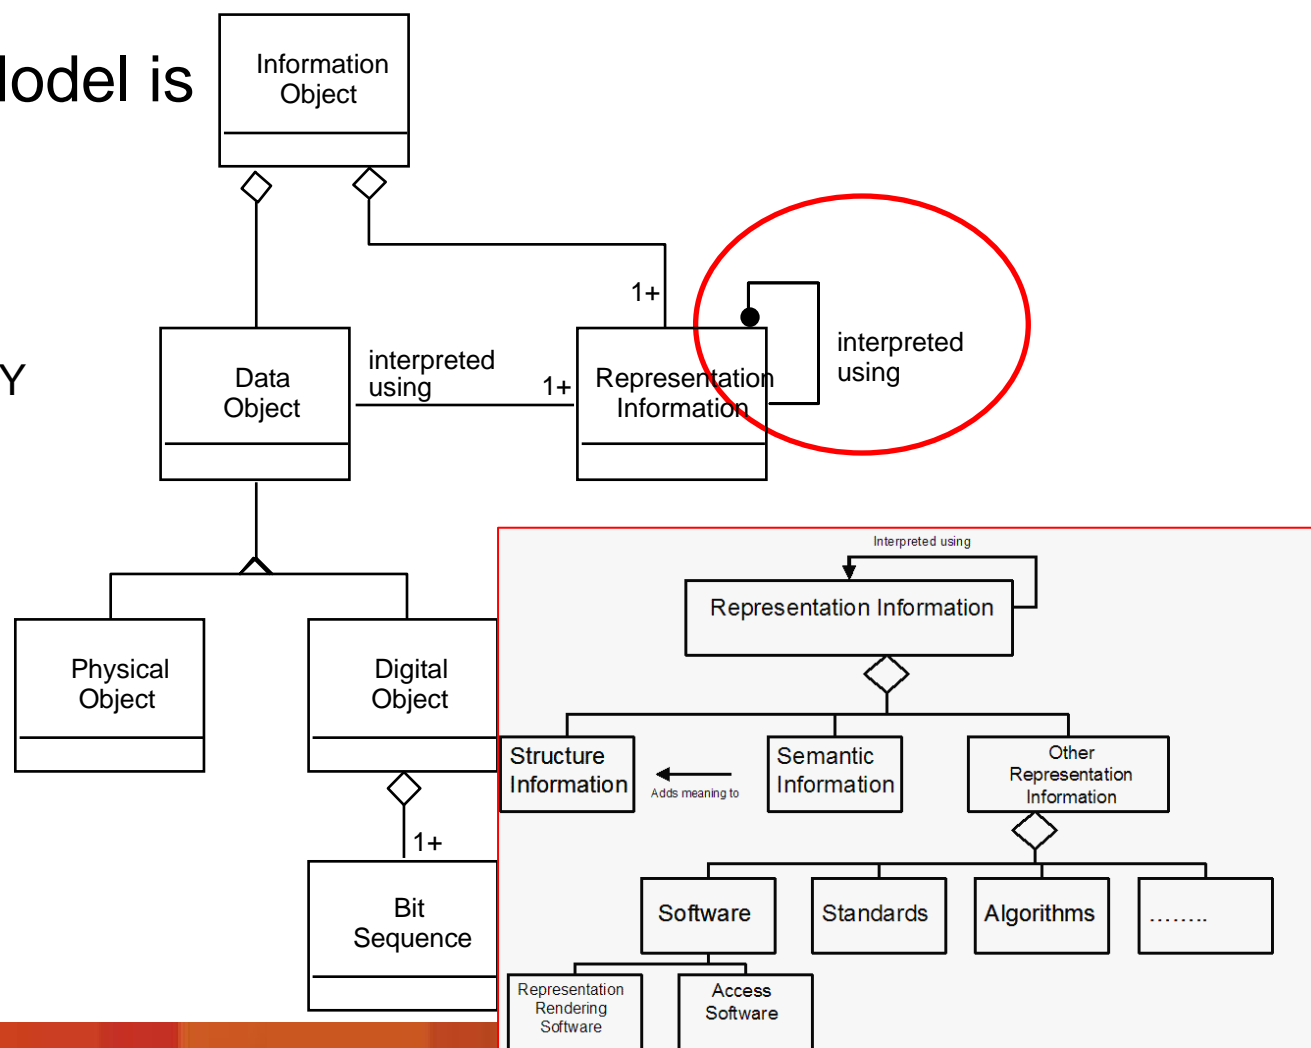 Model is
Information
Object
1+
interpreted
using
Y
Data
Object
interpreted
using
1+
Representation
Information
Physical
Object
Digital
Object
1+
Bit
Sequence
Interpreted using
Representation Information
Structure
Information
Adds meaning to
Semantic
Information
Other
Representation
Information
Software
Standards
Algorithms
........
Representation
Rendering
Software
Access
Software